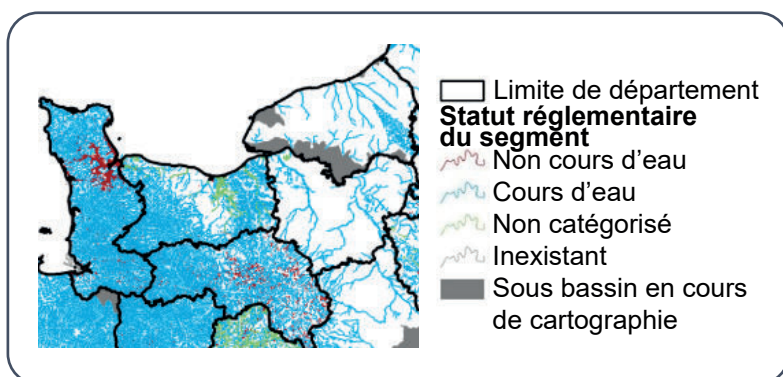 Limite de département
Statut réglementaire
du segment
Non cours d'eau
Cours d'eau
Non catégorisé
Inexistant
Sous bassin en cours
de cartographie